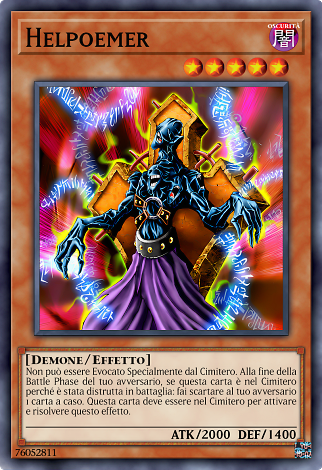 Helpoemer
OSCURITÀ
闇
[Demone/Effetto]
Non può essere Evocato Specialmente dal Cimitero. Alla fine della
Battle Phase del tuo avversario, se questa carta è nel Cimitero
perché è stata distrutta in battaglia: fai scartare al tuo avversario
1 carta a caso. Questa carta deve essere nel Cimitero per attivare
e risolvere questo effetto.
ATK/2000 DEF/1400
76052811